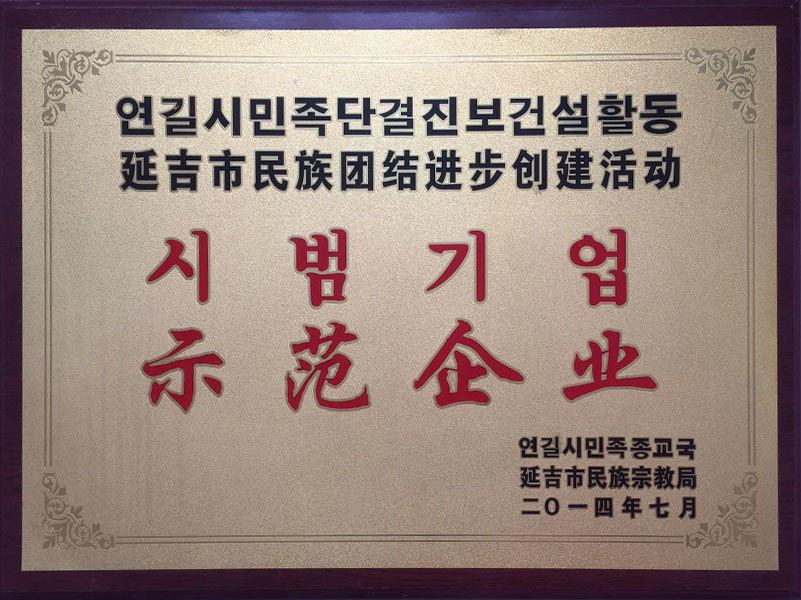 연길시민족단결진보건설활동
延吉市民族团结进步创建活动
시범기업
示范企业
연길시민족종교국
延吉市民族宗教局
二〇一四年七月